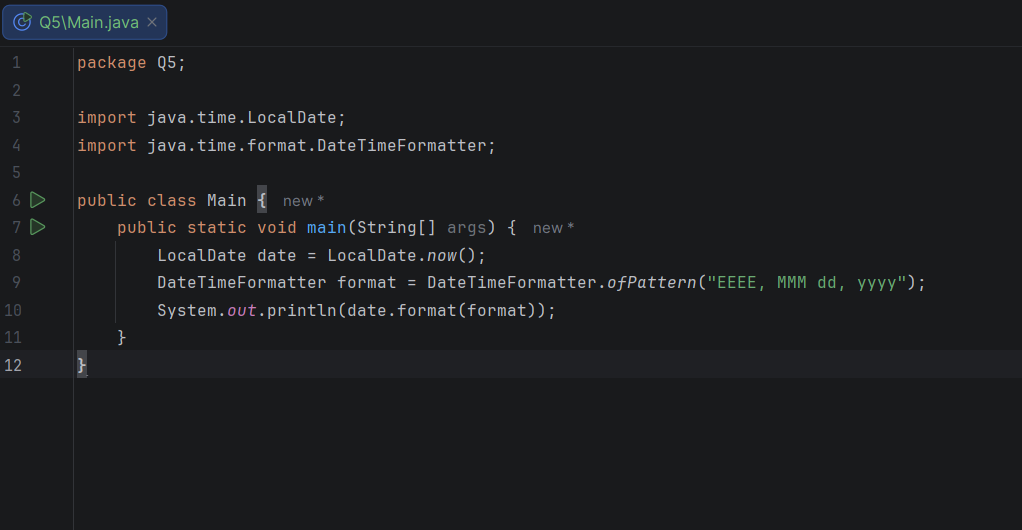 Q5\Main.java
1 package Q5;
2
3 import java.time.LocalDate;
4 import java.time.format.DateTimeFormatter;
5
6 public class Main { new *
7     public static void main(String[] args) { new *
8         LocalDate date = LocalDate.now();
9         DateTimeFormatter format = DateTimeFormatter.ofPattern("EEEE, MMM dd, yyyy");
10         System.out.println(date.format(format));
11     }
12 }